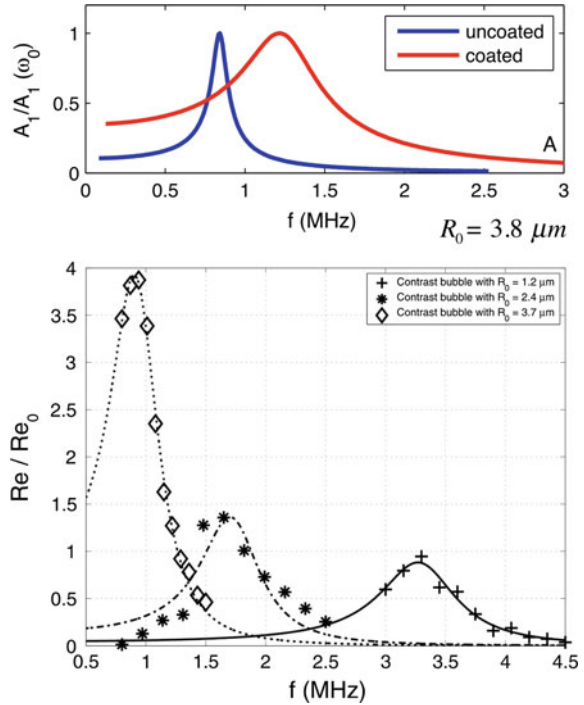 A₁/A₁ (ω₀)
1
0.5
0
uncoated
coated
A
0 0.5 1 1.5 2 2.5 3
f (MHz)
R₀ = 3.8 μm
Re / Re₀
4
3.5
3
2.5
2
1.5
1
0.5
0
Contrast bubble with R₀ = 1.2 μm
Contrast bubble with R₀ = 2.4 μm
Contrast bubble with R₀ = 3.7 μm
0.5 1 1.5 2 2.5 3 3.5 4 4.5
f (MHz)